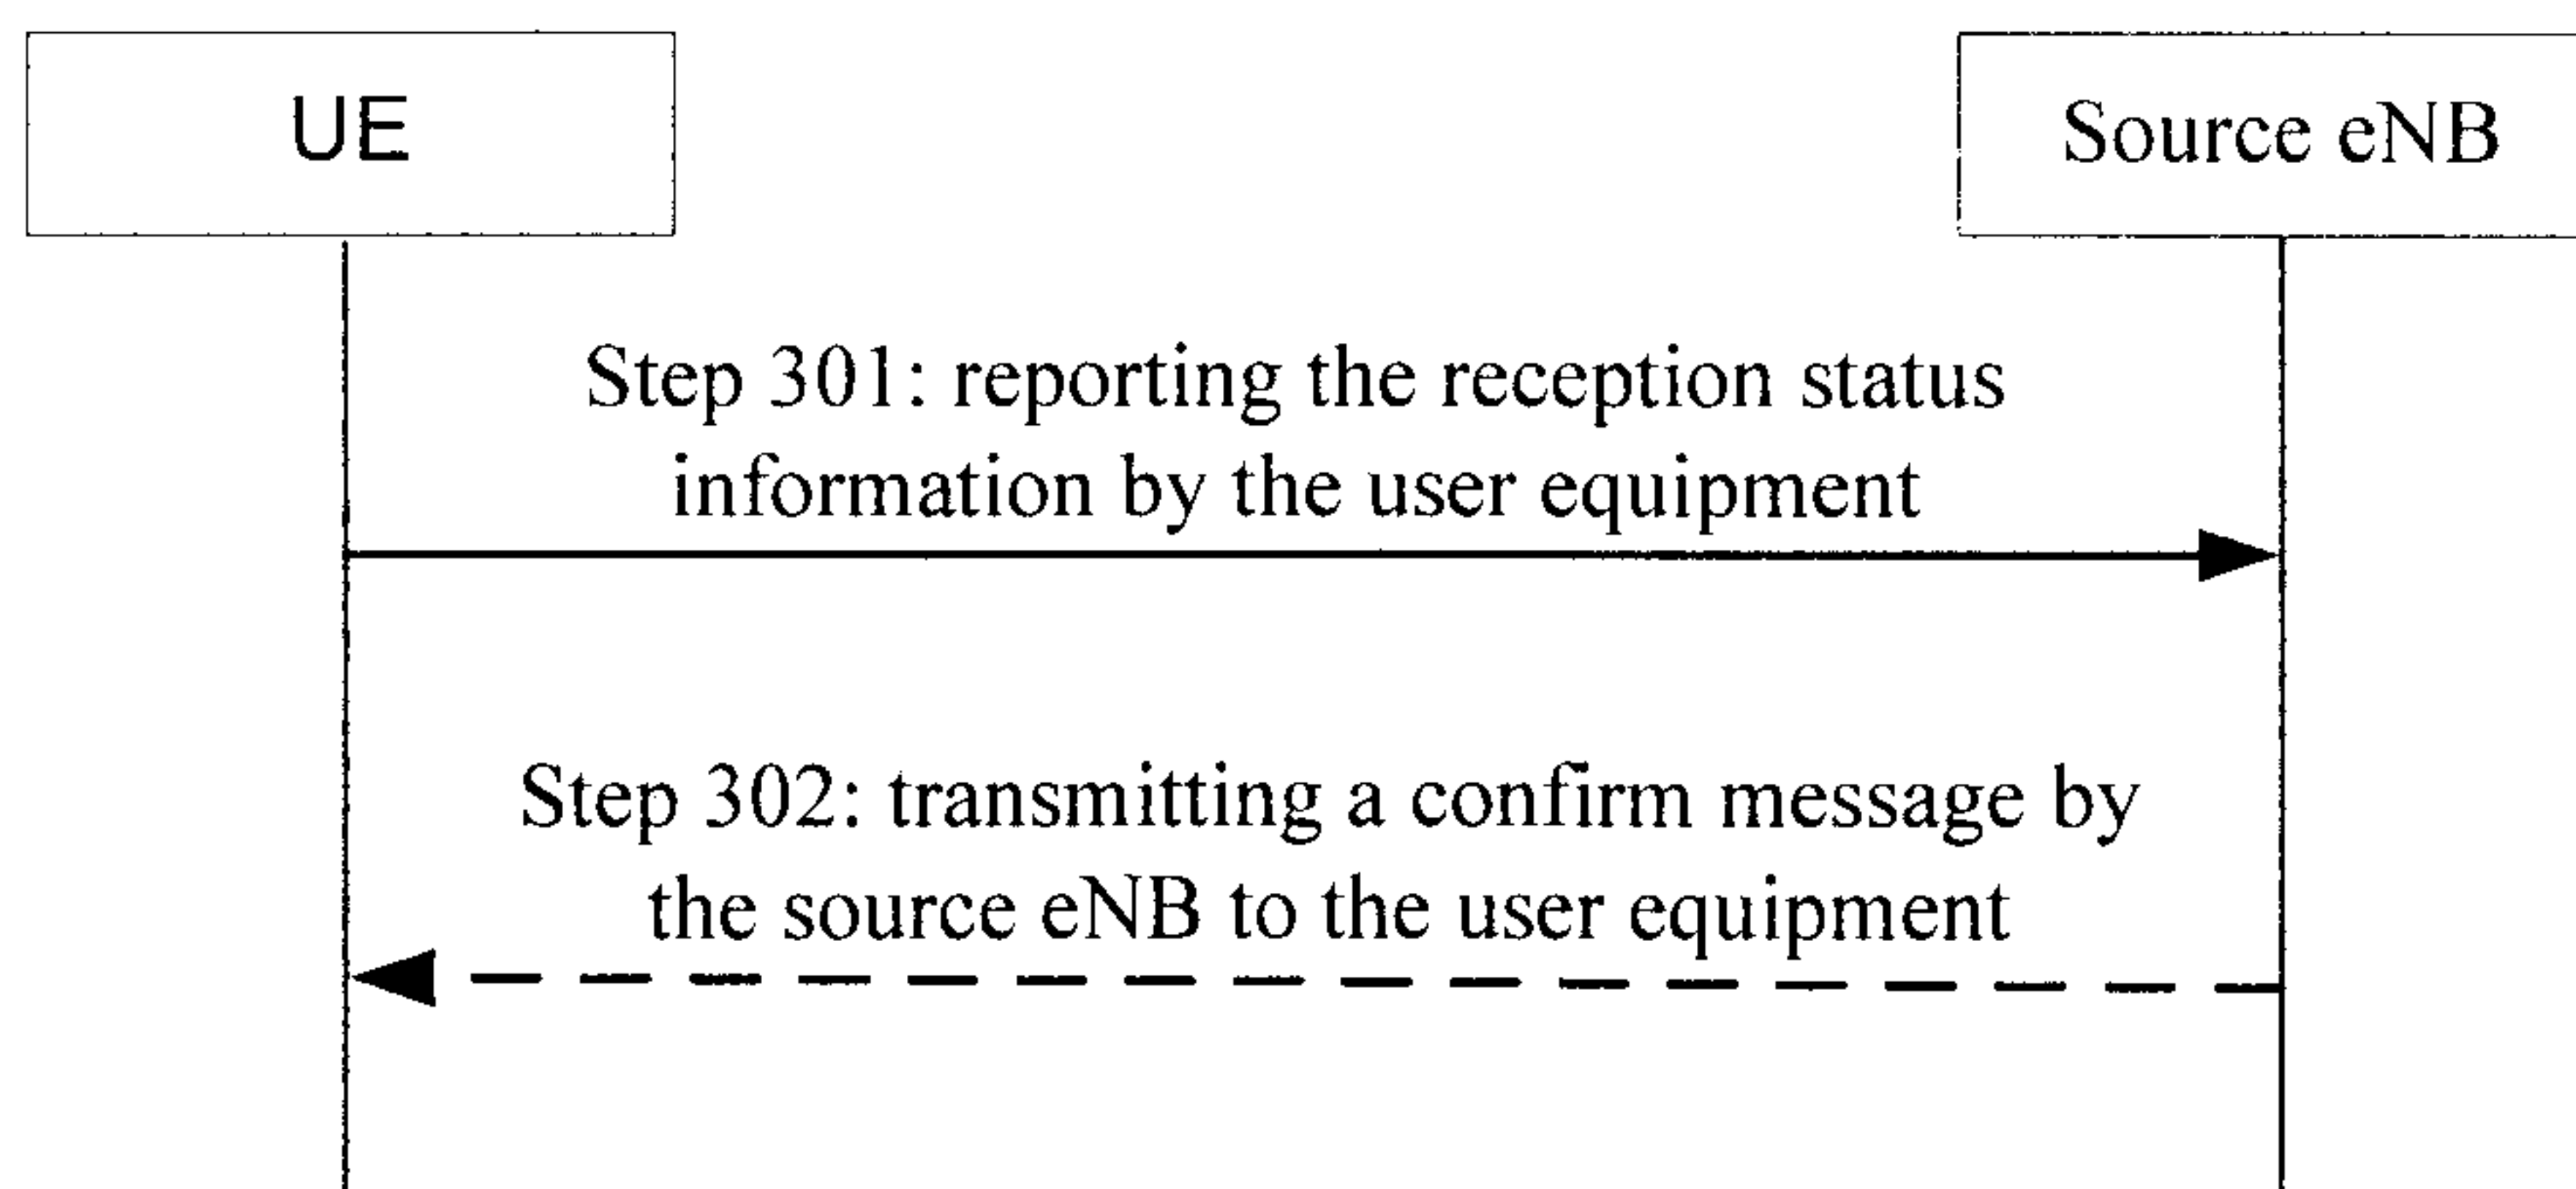 UE
Source eNB
Step 301: reporting the reception status
information by the user equipment
Step 302: transmitting a confirm message by
the source eNB to the user equipment